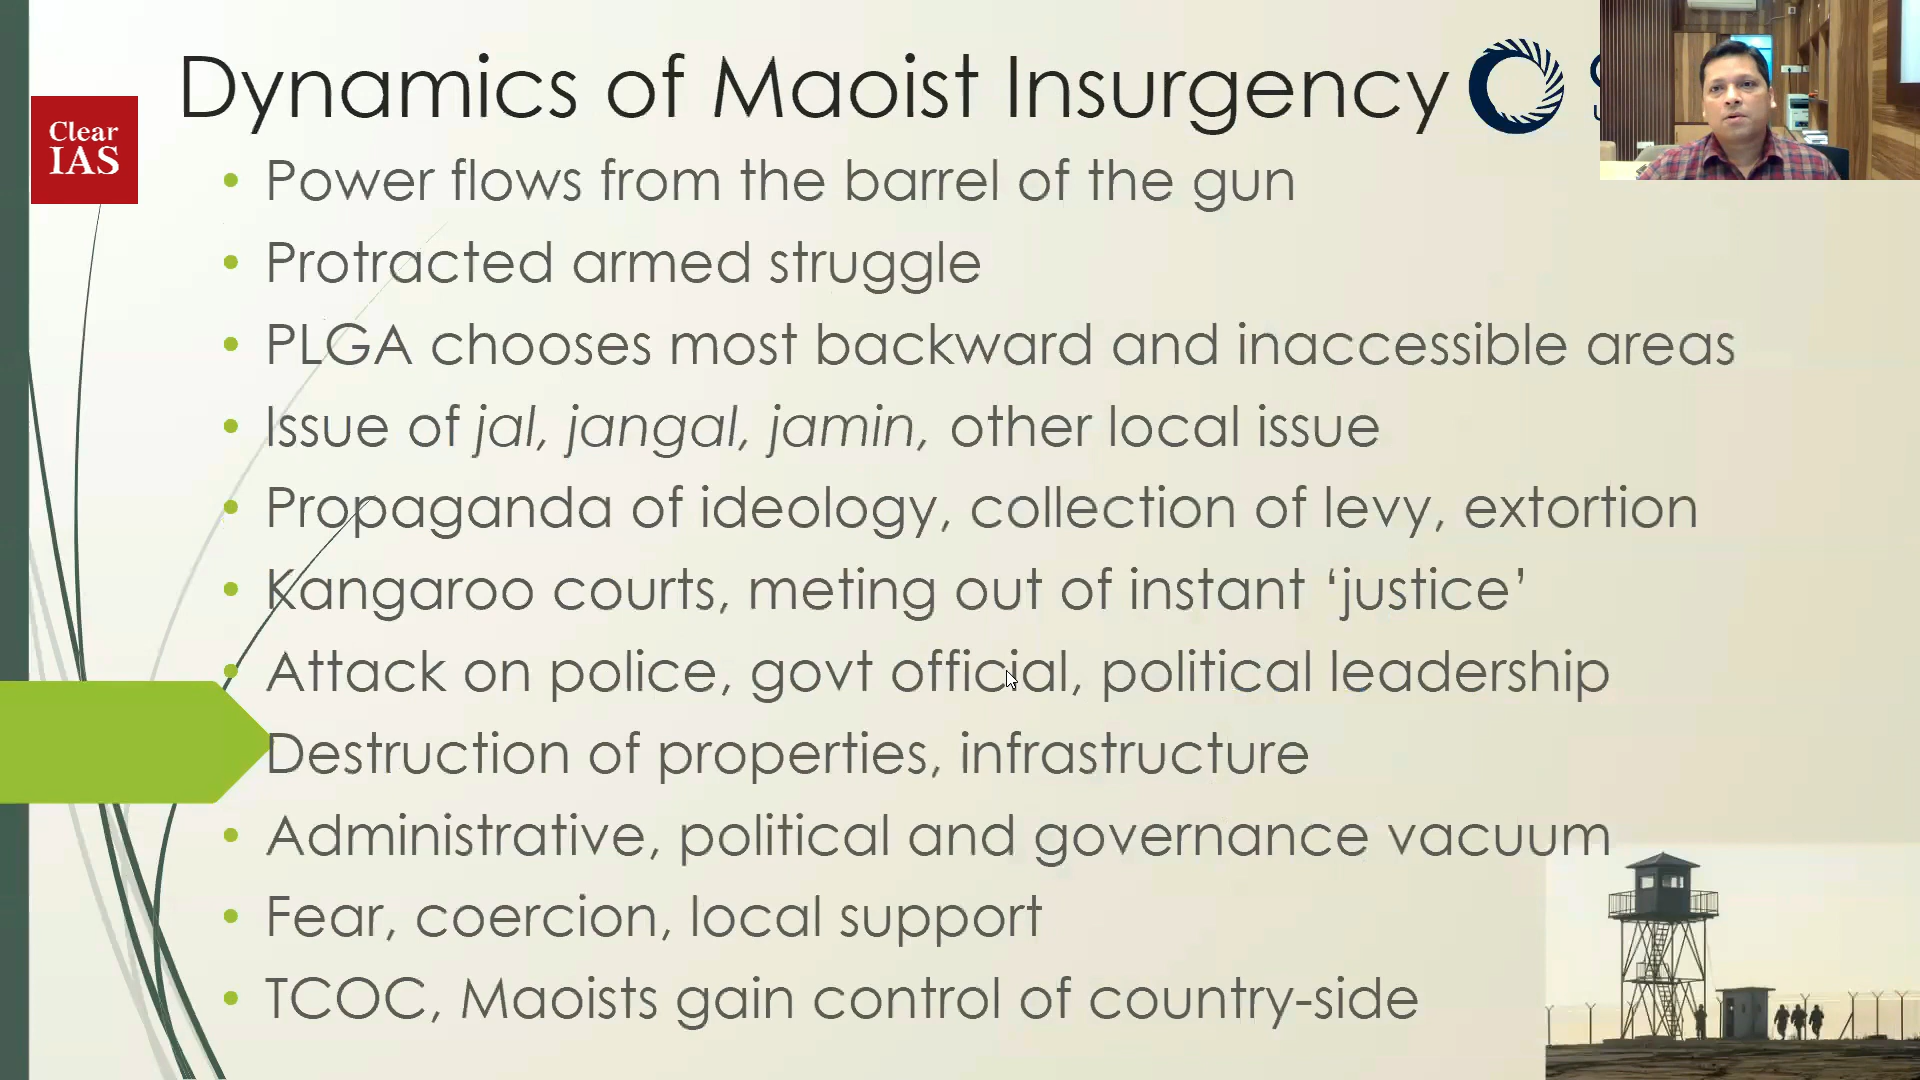 Dynamics of Maoist Insurgency
Clear
IAS
• Power flows from the barrel of the gun
• Protracted armed struggle
• PLGA chooses most backward and inaccessible areas
• Issue of jal, jangal, jamin, other local issue
• Propaganda of ideology, collection of levy, extortion
• Kangaroo courts, meting out of instant ‘justice’
• Attack on police, govt official, political leadership
Destruction of properties, infrastructure
• Administrative, political and governance vacuum
• Fear, coercion, local support
• TCOC, Maoists gain control of country-side